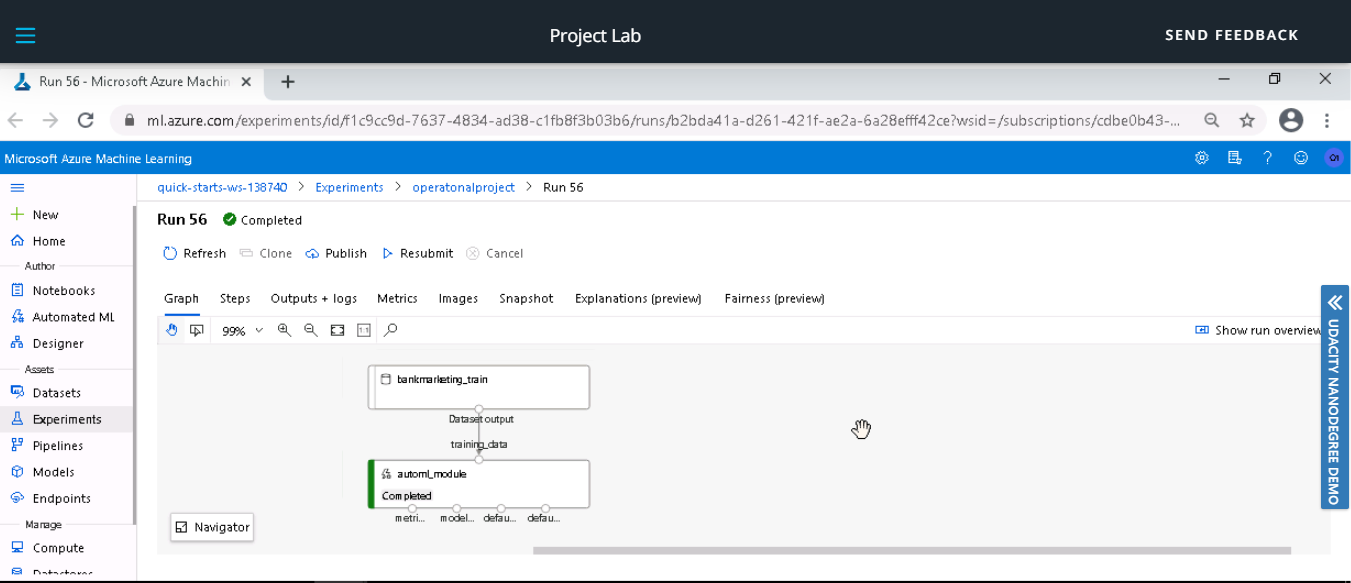 Project Lab
SEND FEEDBACK
Run 56 - Microsoft Azure Machin
ml.azure.com/experiments/id/f1c9cc9d-7637-4834-ad38-c1fb8f3b03b6/runs/b2bda41a-d261-421f-ae2a-6a28efff42ce?wsid=/subscriptions/cdbe0b43-...
Microsoft Azure Machine Learning
quick-starts-ws-138740 > Experiments > operatonalproject > Run 56
New
Home
Author
Notebooks
Automated ML
Designer
Assets
Datasets
Experiments
Pipelines
Models
Endpoints
Manage
Compute
Datastores
Run 56 Completed
Refresh Clone Publish Resubmit Cancel
Graph Steps Outputs + logs Metrics Images Snapshot Explanations (preview) Fairness (preview)
99% 1:1 Show run overview
bankmarketing_train
Dataset output
training_data
automl_module
Completed
metri... model... defau... defau...
Navigator
UDACITY NANODEGREE DEMO